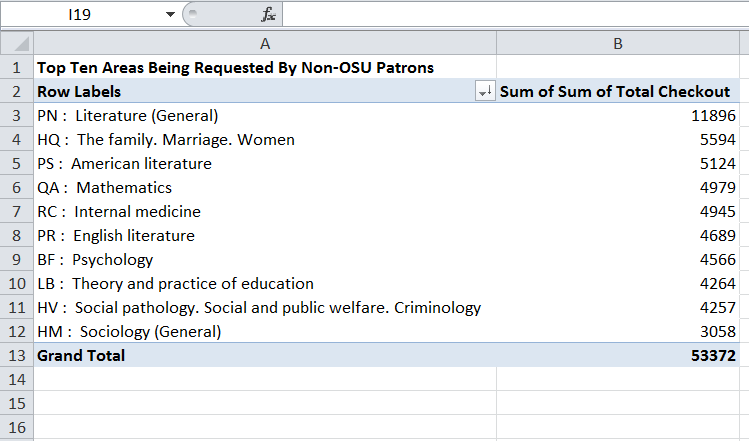 I19 fx
A B
1 Top Ten Areas Being Requested By Non-OSU Patrons
2 Row Labels Sum of Sum of Total Checkout
3 PN : Literature (General) 11896
4 HQ : The family. Marriage. Women 5594
5 PS : American literature 5124
6 QA : Mathematics 4979
7 RC : Internal medicine 4945
8 PR : English literature 4689
9 BF : Psychology 4566
10 LB : Theory and practice of education 4264
11 HV : Social pathology. Social and public welfare. Criminology 4257
12 HM : Sociology (General) 3058
13 Grand Total 53372
14
15
16